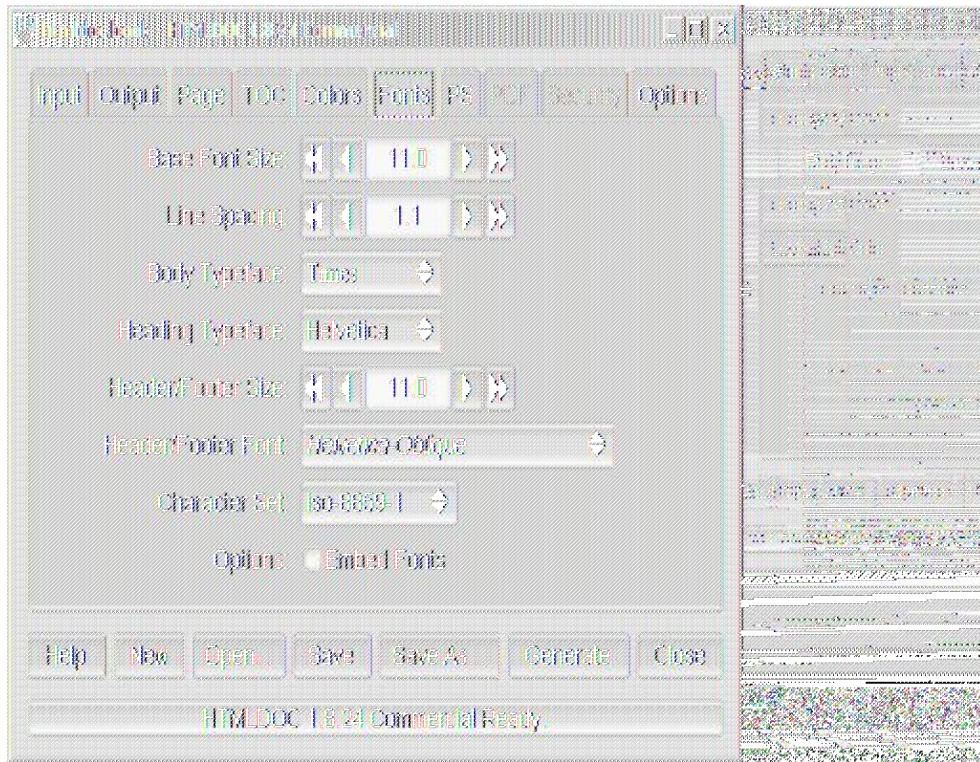 HTMLDOC 1.8.24 Commercial
Input Output Page TOC Colors Fonts PS PDF Security Options
Base Font Size: 11.0
Line Spacing: 1.1
Body Typeface: Times
Heading Typeface: Helvetica
Header/Footer Size: 11.0
Header/Footer Font: Helvetica-Oblique
Character Set: iso-8859-1
Options: Embed Fonts
Help New Open... Save Save As... Generate Close
HTMLDOC 1.8.24 Commercial Ready.